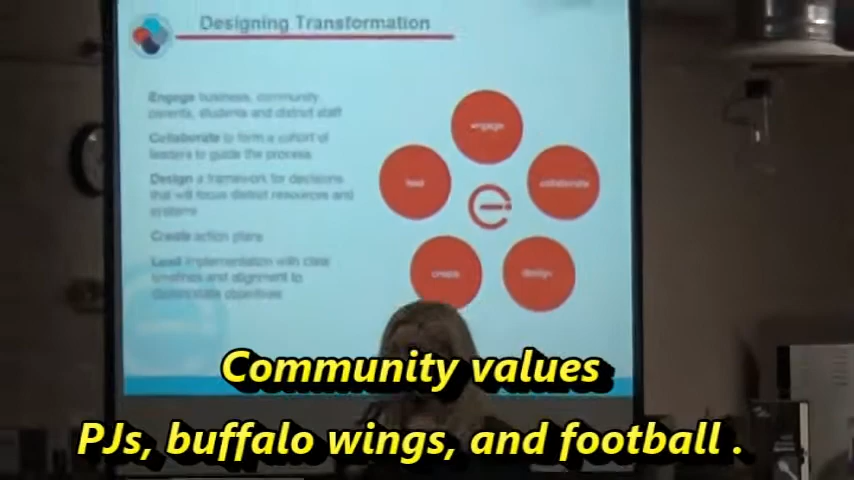 Designing Transformation
Engage business, community
parents, students and district staff
Collaborate to form a cohort of
leaders to guide the process
Design a framework for decisions
that will focus district resources and
systems
Create action plans
Lead implementation with clear
timelines and alignment to
district/state objectives
engage
lead
collaborate
create
design
Community values
PJs, buffalo wings, and football .